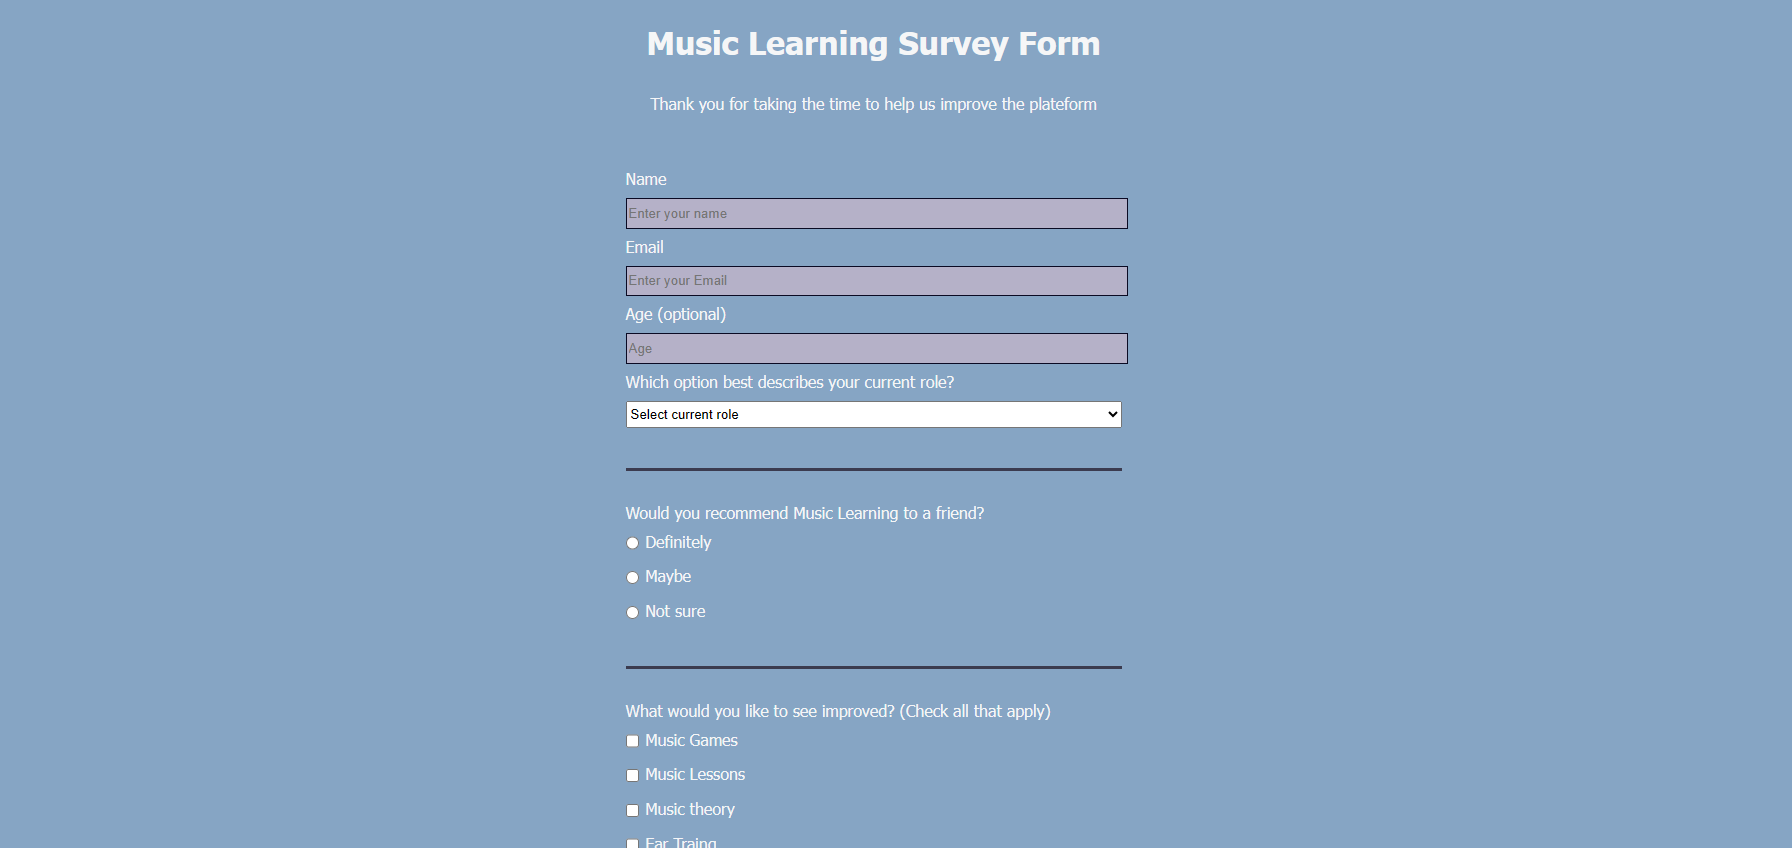 Music Learning Survey Form
Thank you for taking the time to help us improve the plateform
Name
Enter your name
Email
Enter your Email
Age (optional)
Age
Which option best describes your current role?
Select current role
Would you recommend Music Learning to a friend?
Definitely
Maybe
Not sure
What would you like to see improved? (Check all that apply)
Music Games
Music Lessons
Music theory
Ear Traing